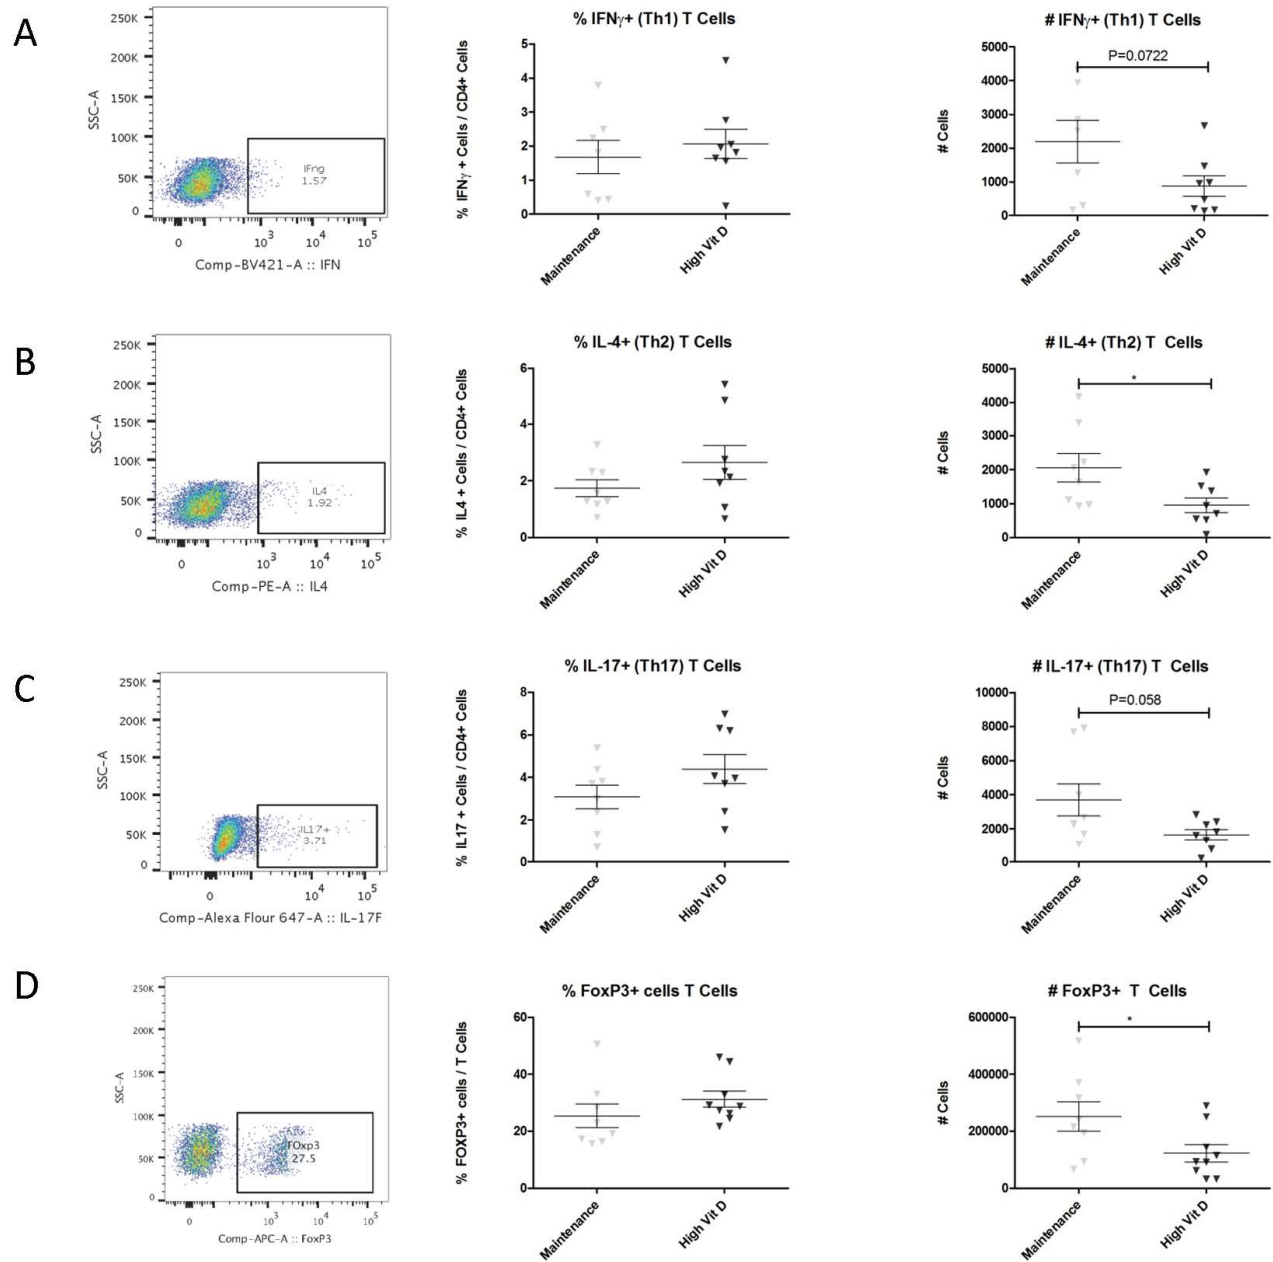 A
250K
200K
150K
100K
50K
0
SSC-A
IFng
1.57
0 10³ 10⁴ 10⁵
Comp-BV421-A :: IFN
% IFNγ+ (Th1) T Cells
% IFNγ + Cells / CD4+ Cells
5
4
3
2
1
0
Maintenance
High Vit D
# IFNγ+ (Th1) T Cells
P=0.0722
# Cells
5000
4000
3000
2000
1000
0
Maintenance
High Vit D
B
250K
200K
150K
100K
50K
0
SSC-A
IL4
1.92
0 10³ 10⁴ 10⁵
Comp-PE-A :: IL4
% IL-4+ (Th2) T Cells
% IL4 + Cells / CD4+ Cells
6
4
2
0
Maintenance
High Vit D
# IL-4+ (Th2) T Cells
*
# Cells
5000
4000
3000
2000
1000
0
Maintenance
High Vit D
C
250K
200K
150K
100K
50K
0
SSC-A
IL17+
3.71
0 10⁴ 10⁵
Comp-Alexa Flour 647-A :: IL-17F
% IL-17+ (Th17) T Cells
% IL17 + Cells / CD4+ Cells
8
6
4
2
0
Maintenance
High Vit D
# IL-17+ (Th17) T Cells
P=0.058
# Cells
10000
8000
6000
4000
2000
0
Maintenance
High Vit D
D
250K
200K
150K
100K
50K
0
SSC-A
FOxp3
27.5
0 10³ 10⁴ 10⁵
Comp-APC-A :: FoxP3
% FoxP3+ cells T Cells
% FOXP3+ cells / T Cells
60
40
20
0
Maintenance
High Vit D
# FoxP3+ T Cells
*
# Cells
600000
400000
200000
0
Maintenance
High Vit D